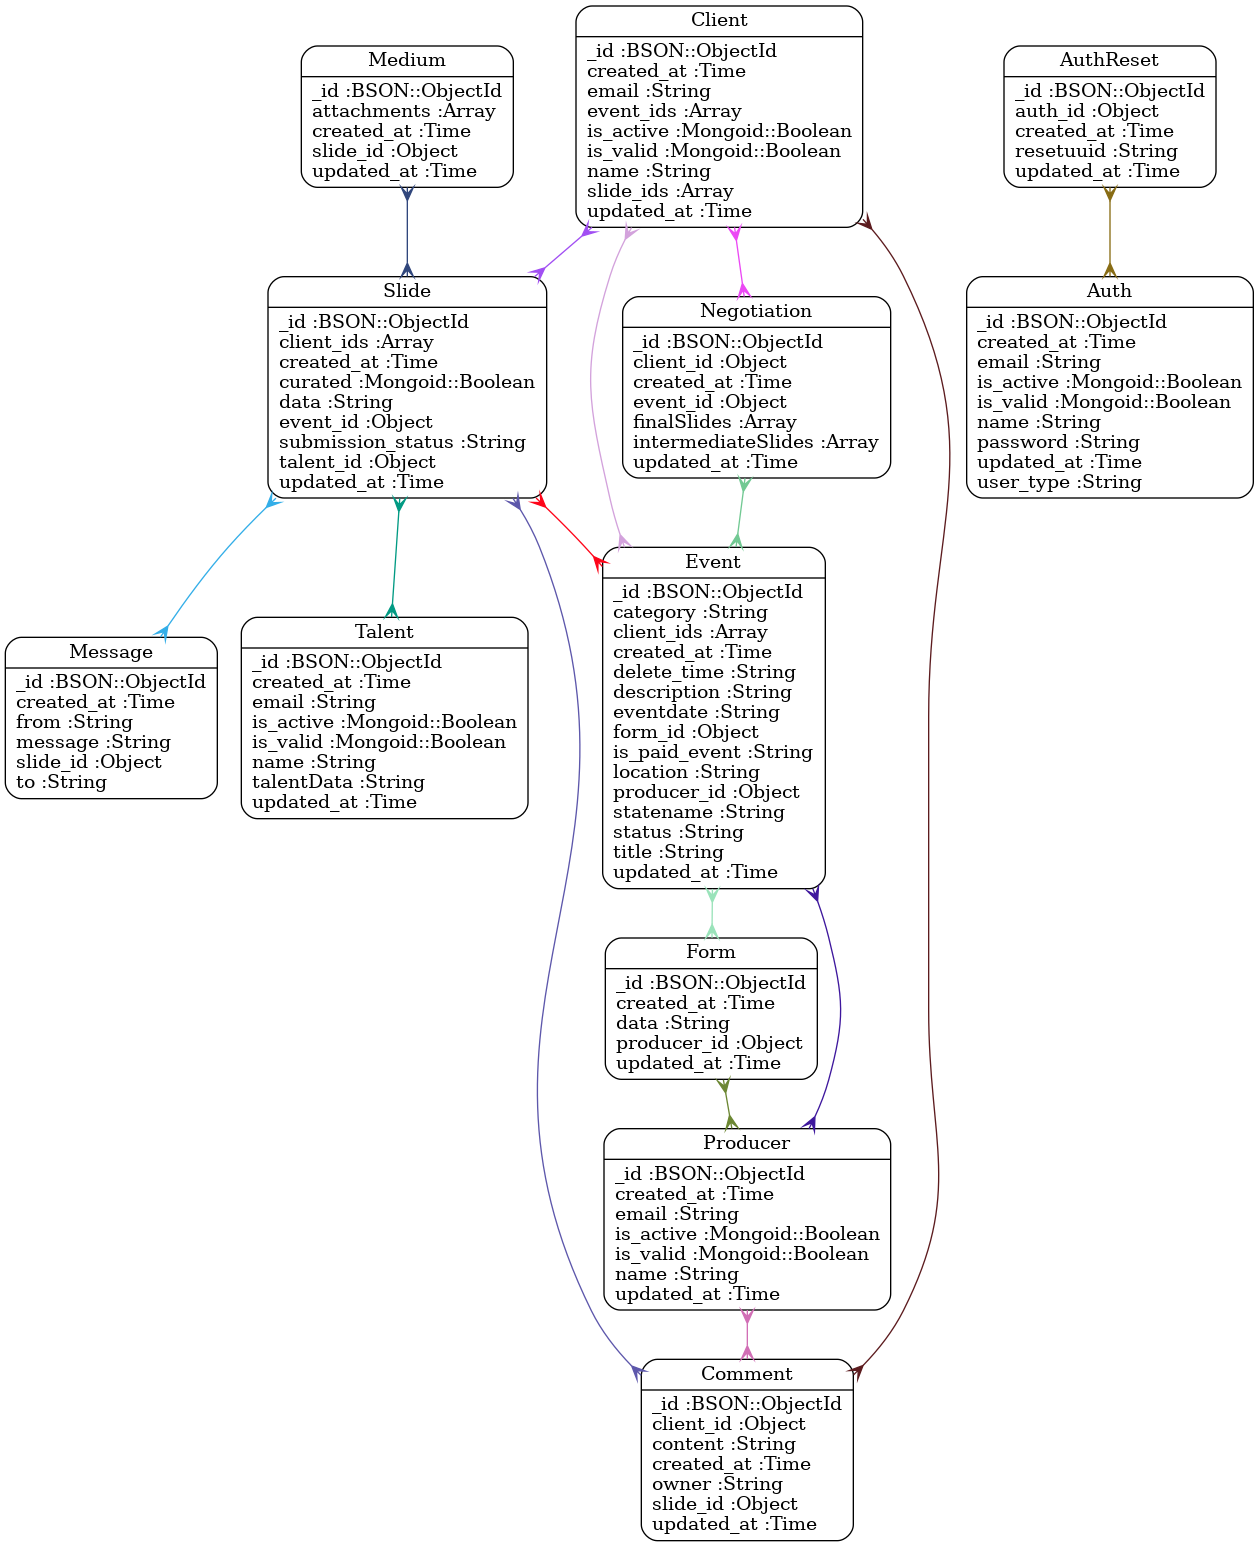 Client
_id :BSON::ObjectId
created_at :Time
email :String
event_ids :Array
is_active :Mongoid::Boolean
is_valid :Mongoid::Boolean
name :String
slide_ids :Array
updated_at :Time
Medium
_id :BSON::ObjectId
attachments :Array
created_at :Time
slide_id :Object
updated_at :Time
AuthReset
_id :BSON::ObjectId
auth_id :Object
created_at :Time
resetuuid :String
updated_at :Time
Slide
_id :BSON::ObjectId
client_ids :Array
created_at :Time
curated :Mongoid::Boolean
data :String
event_id :Object
submission_status :String
talent_id :Object
updated_at :Time
Negotiation
_id :BSON::ObjectId
client_id :Object
created_at :Time
event_id :Object
finalSlides :Array
intermediateSlides :Array
updated_at :Time
Auth
_id :BSON::ObjectId
created_at :Time
email :String
is_active :Mongoid::Boolean
is_valid :Mongoid::Boolean
name :String
password :String
updated_at :Time
user_type :String
Message
_id :BSON::ObjectId
created_at :Time
from :String
message :String
slide_id :Object
to :String
Talent
_id :BSON::ObjectId
created_at :Time
email :String
is_active :Mongoid::Boolean
is_valid :Mongoid::Boolean
name :String
talentData :String
updated_at :Time
Event
_id :BSON::ObjectId
category :String
client_ids :Array
created_at :Time
delete_time :String
description :String
eventdate :String
form_id :Object
is_paid_event :String
location :String
producer_id :Object
statename :String
status :String
title :String
updated_at :Time
Form
_id :BSON::ObjectId
created_at :Time
data :String
producer_id :Object
updated_at :Time
Producer
_id :BSON::ObjectId
created_at :Time
email :String
is_active :Mongoid::Boolean
is_valid :Mongoid::Boolean
name :String
updated_at :Time
Comment
_id :BSON::ObjectId
client_id :Object
content :String
created_at :Time
owner :String
slide_id :Object
updated_at :Time